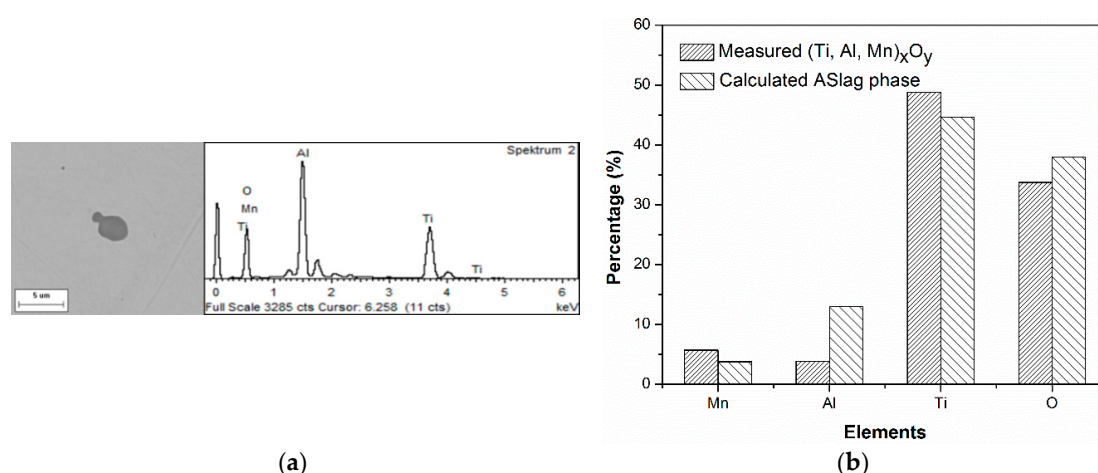 5 um
Spektrum 2
Al
O
Mn
Ti
Ti
Ti
0 1 2 3 4 5 6
Full Scale 3285 cts Cursor: 6.258 (11 cts) keV
(a)
60
50
40
30
20
10
0
Percentage (%)
Measured (Ti, Al, Mn)xOy
Calculated ASlag phase
Mn Al Ti O
Elements
(b)